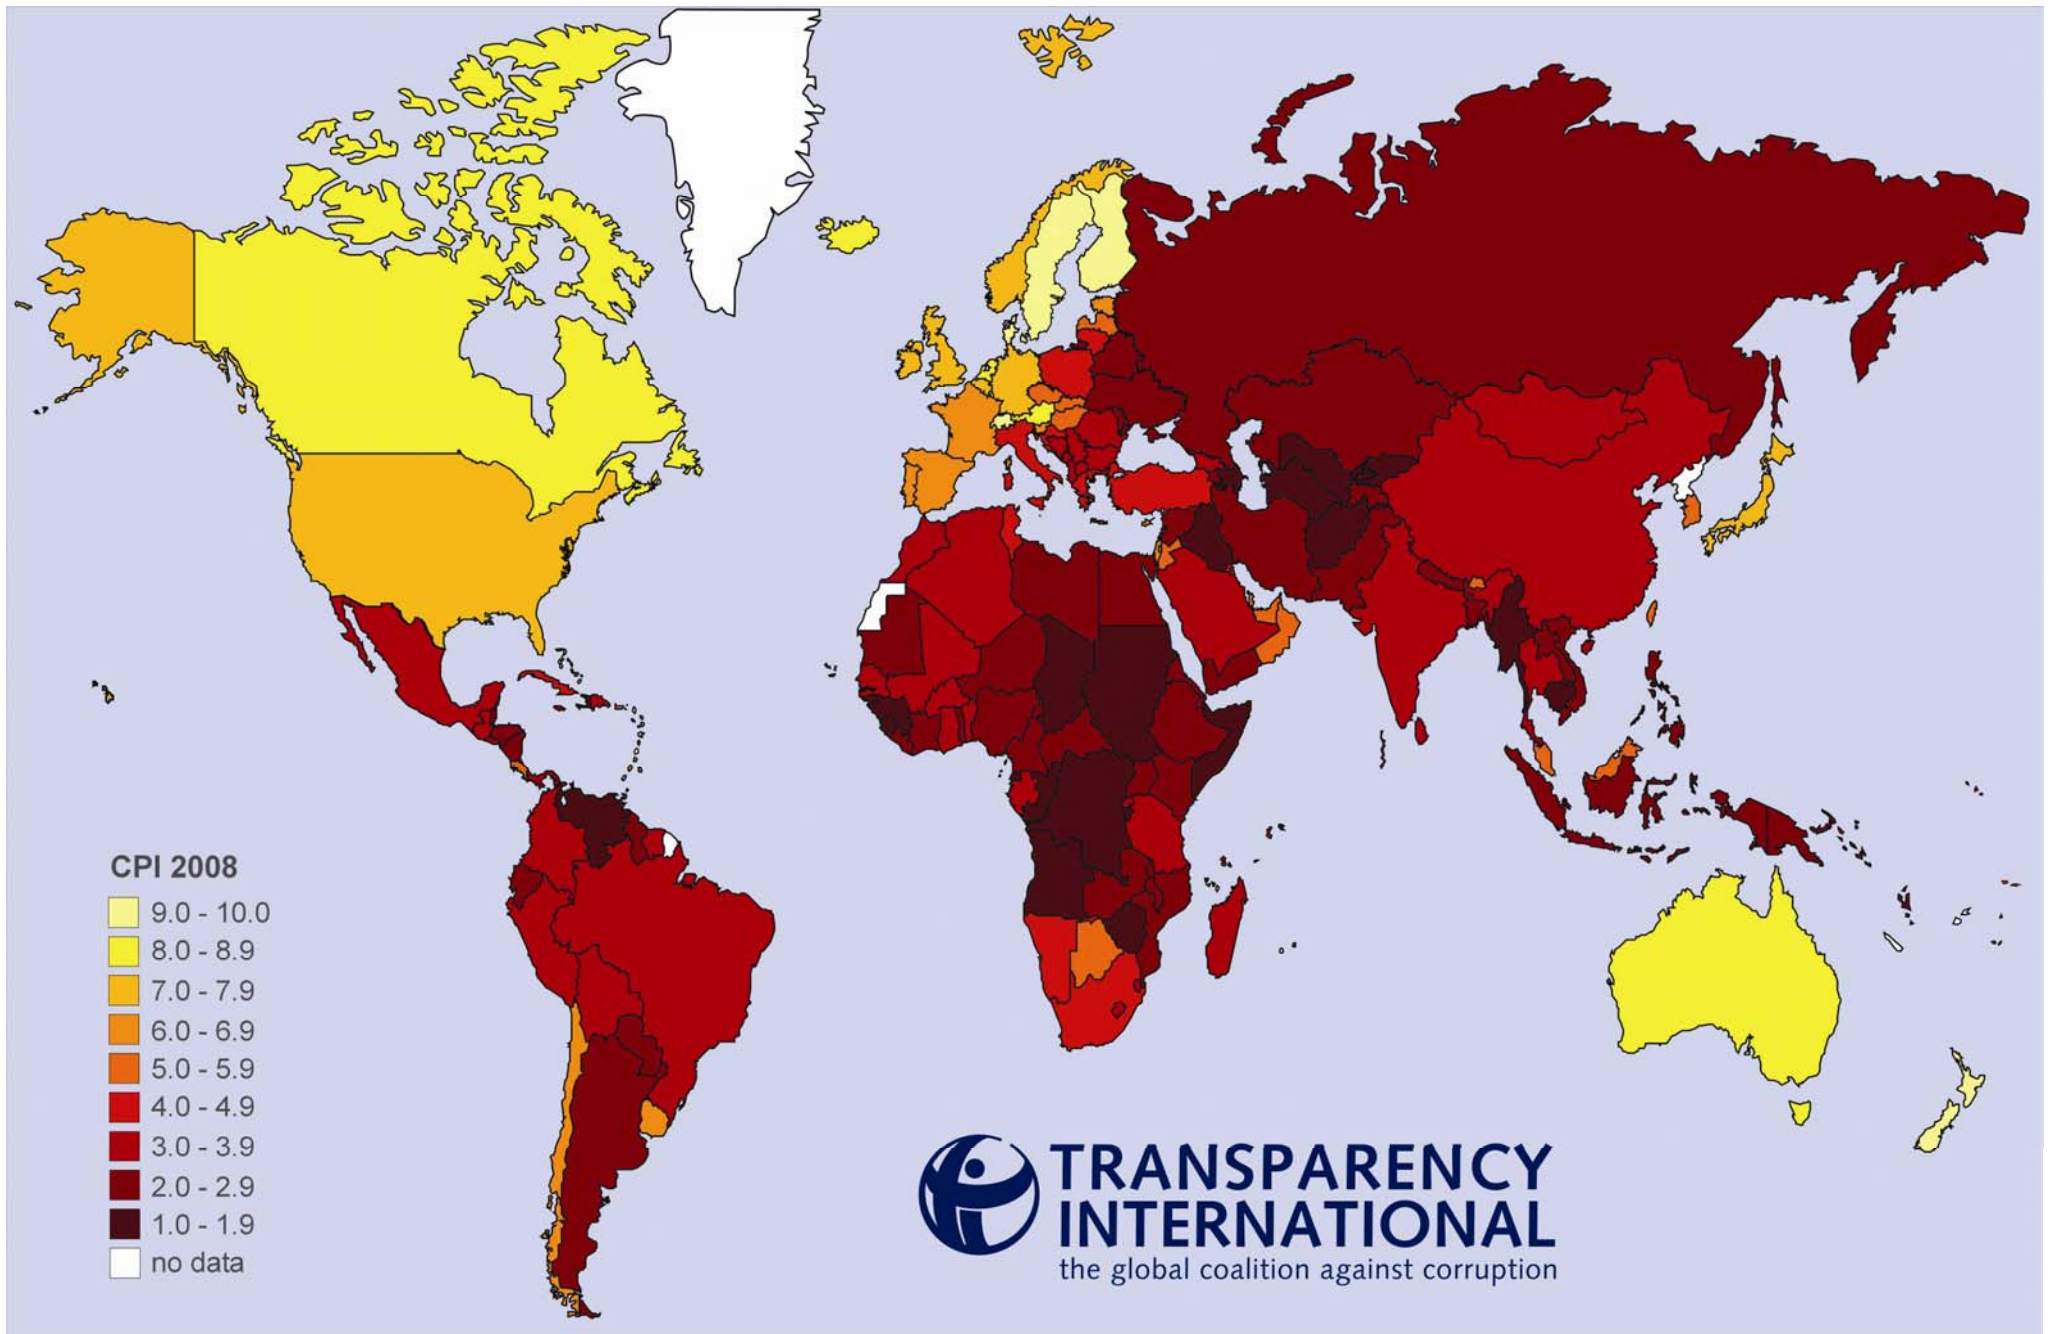 CPI 2008
9.0 - 10.0
8.0 - 8.9
7.0 - 7.9
6.0 - 6.9
5.0 - 5.9
4.0 - 4.9
3.0 - 3.9
2.0 - 2.9
1.0 - 1.9
no data
TRANSPARENCY
INTERNATIONAL
the global coalition against corruption